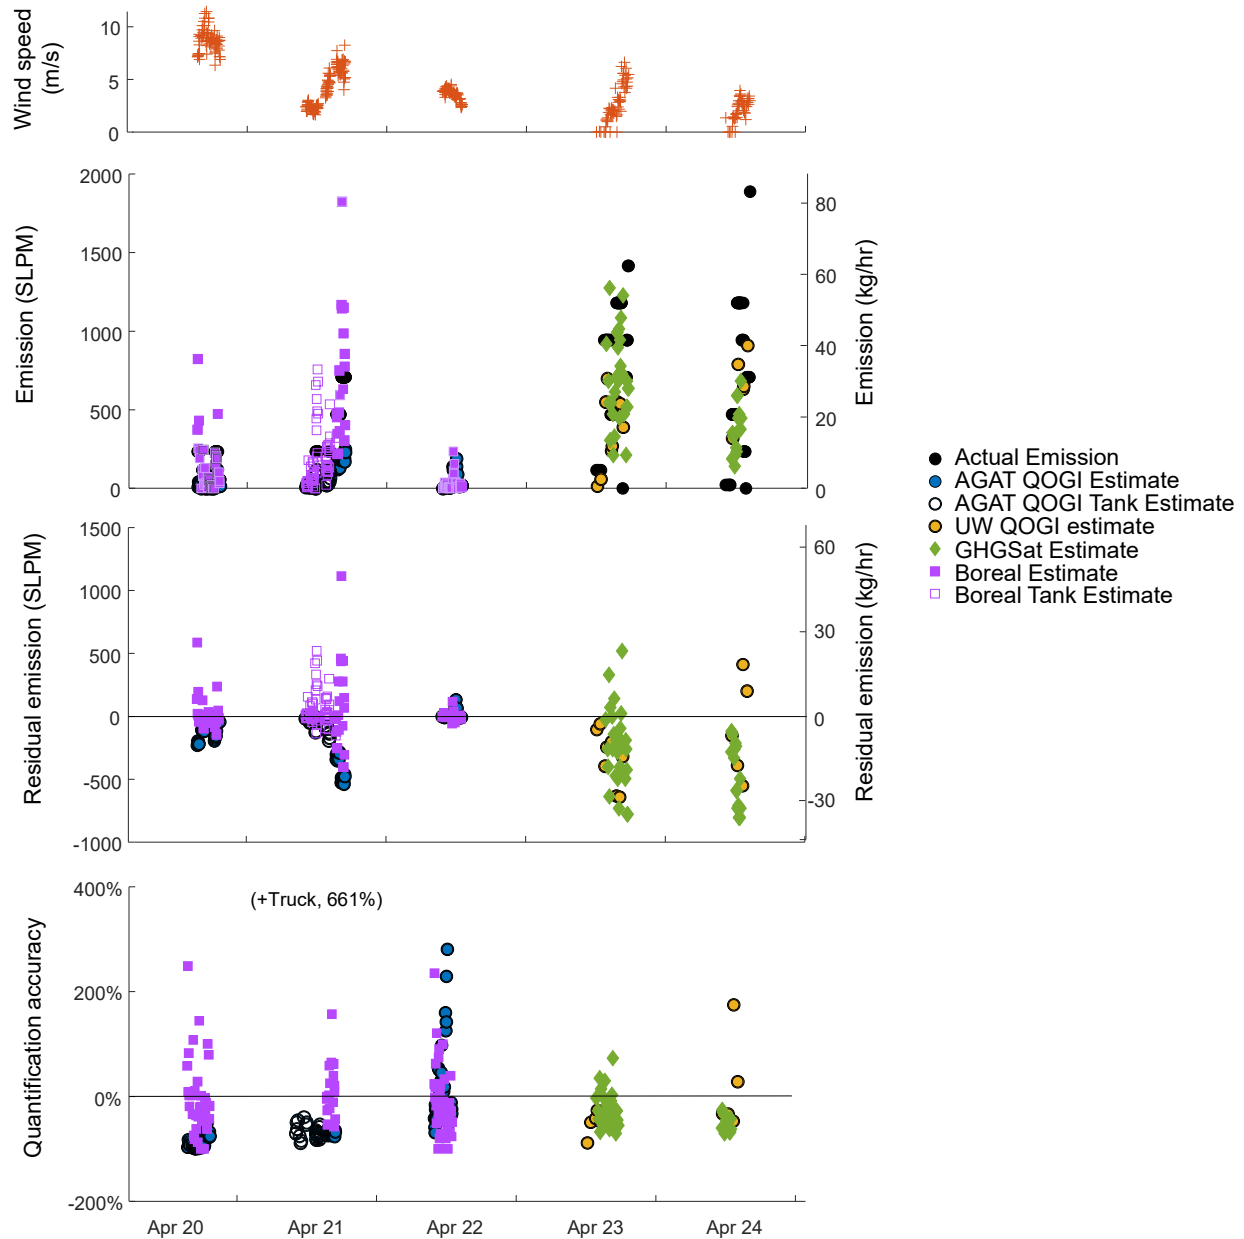 Wind speed
(m/s)
10
5
0
Emission (SLPM)
2000
1500
1000
500
0
80
60
40
20
0
Emission (kg/hr)
Actual Emission
AGAT QOGI Estimate
AGAT QOGI Tank Estimate
UW QOGI estimate
GHGSat Estimate
Boreal Estimate
Boreal Tank Estimate
Residual emission (SLPM)
1500
1000
500
0
-500
-1000
60
30
0
-30
Residual emission (kg/hr)
Quantification accuracy
400%
200%
0%
-200%
(+Truck, 661%)
Apr 20
Apr 21
Apr 22
Apr 23
Apr 24